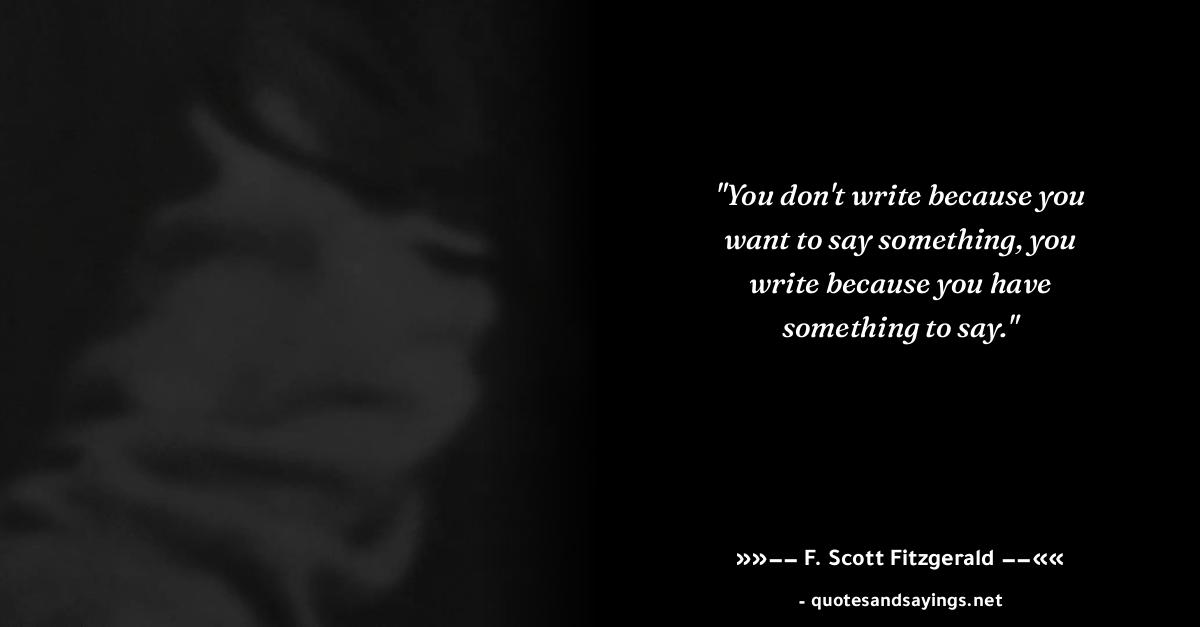 "You don't write because you
want to say something, you
write because you have
something to say."
»»−− F. Scott Fitzgerald −−««
- quotesandsayings.net